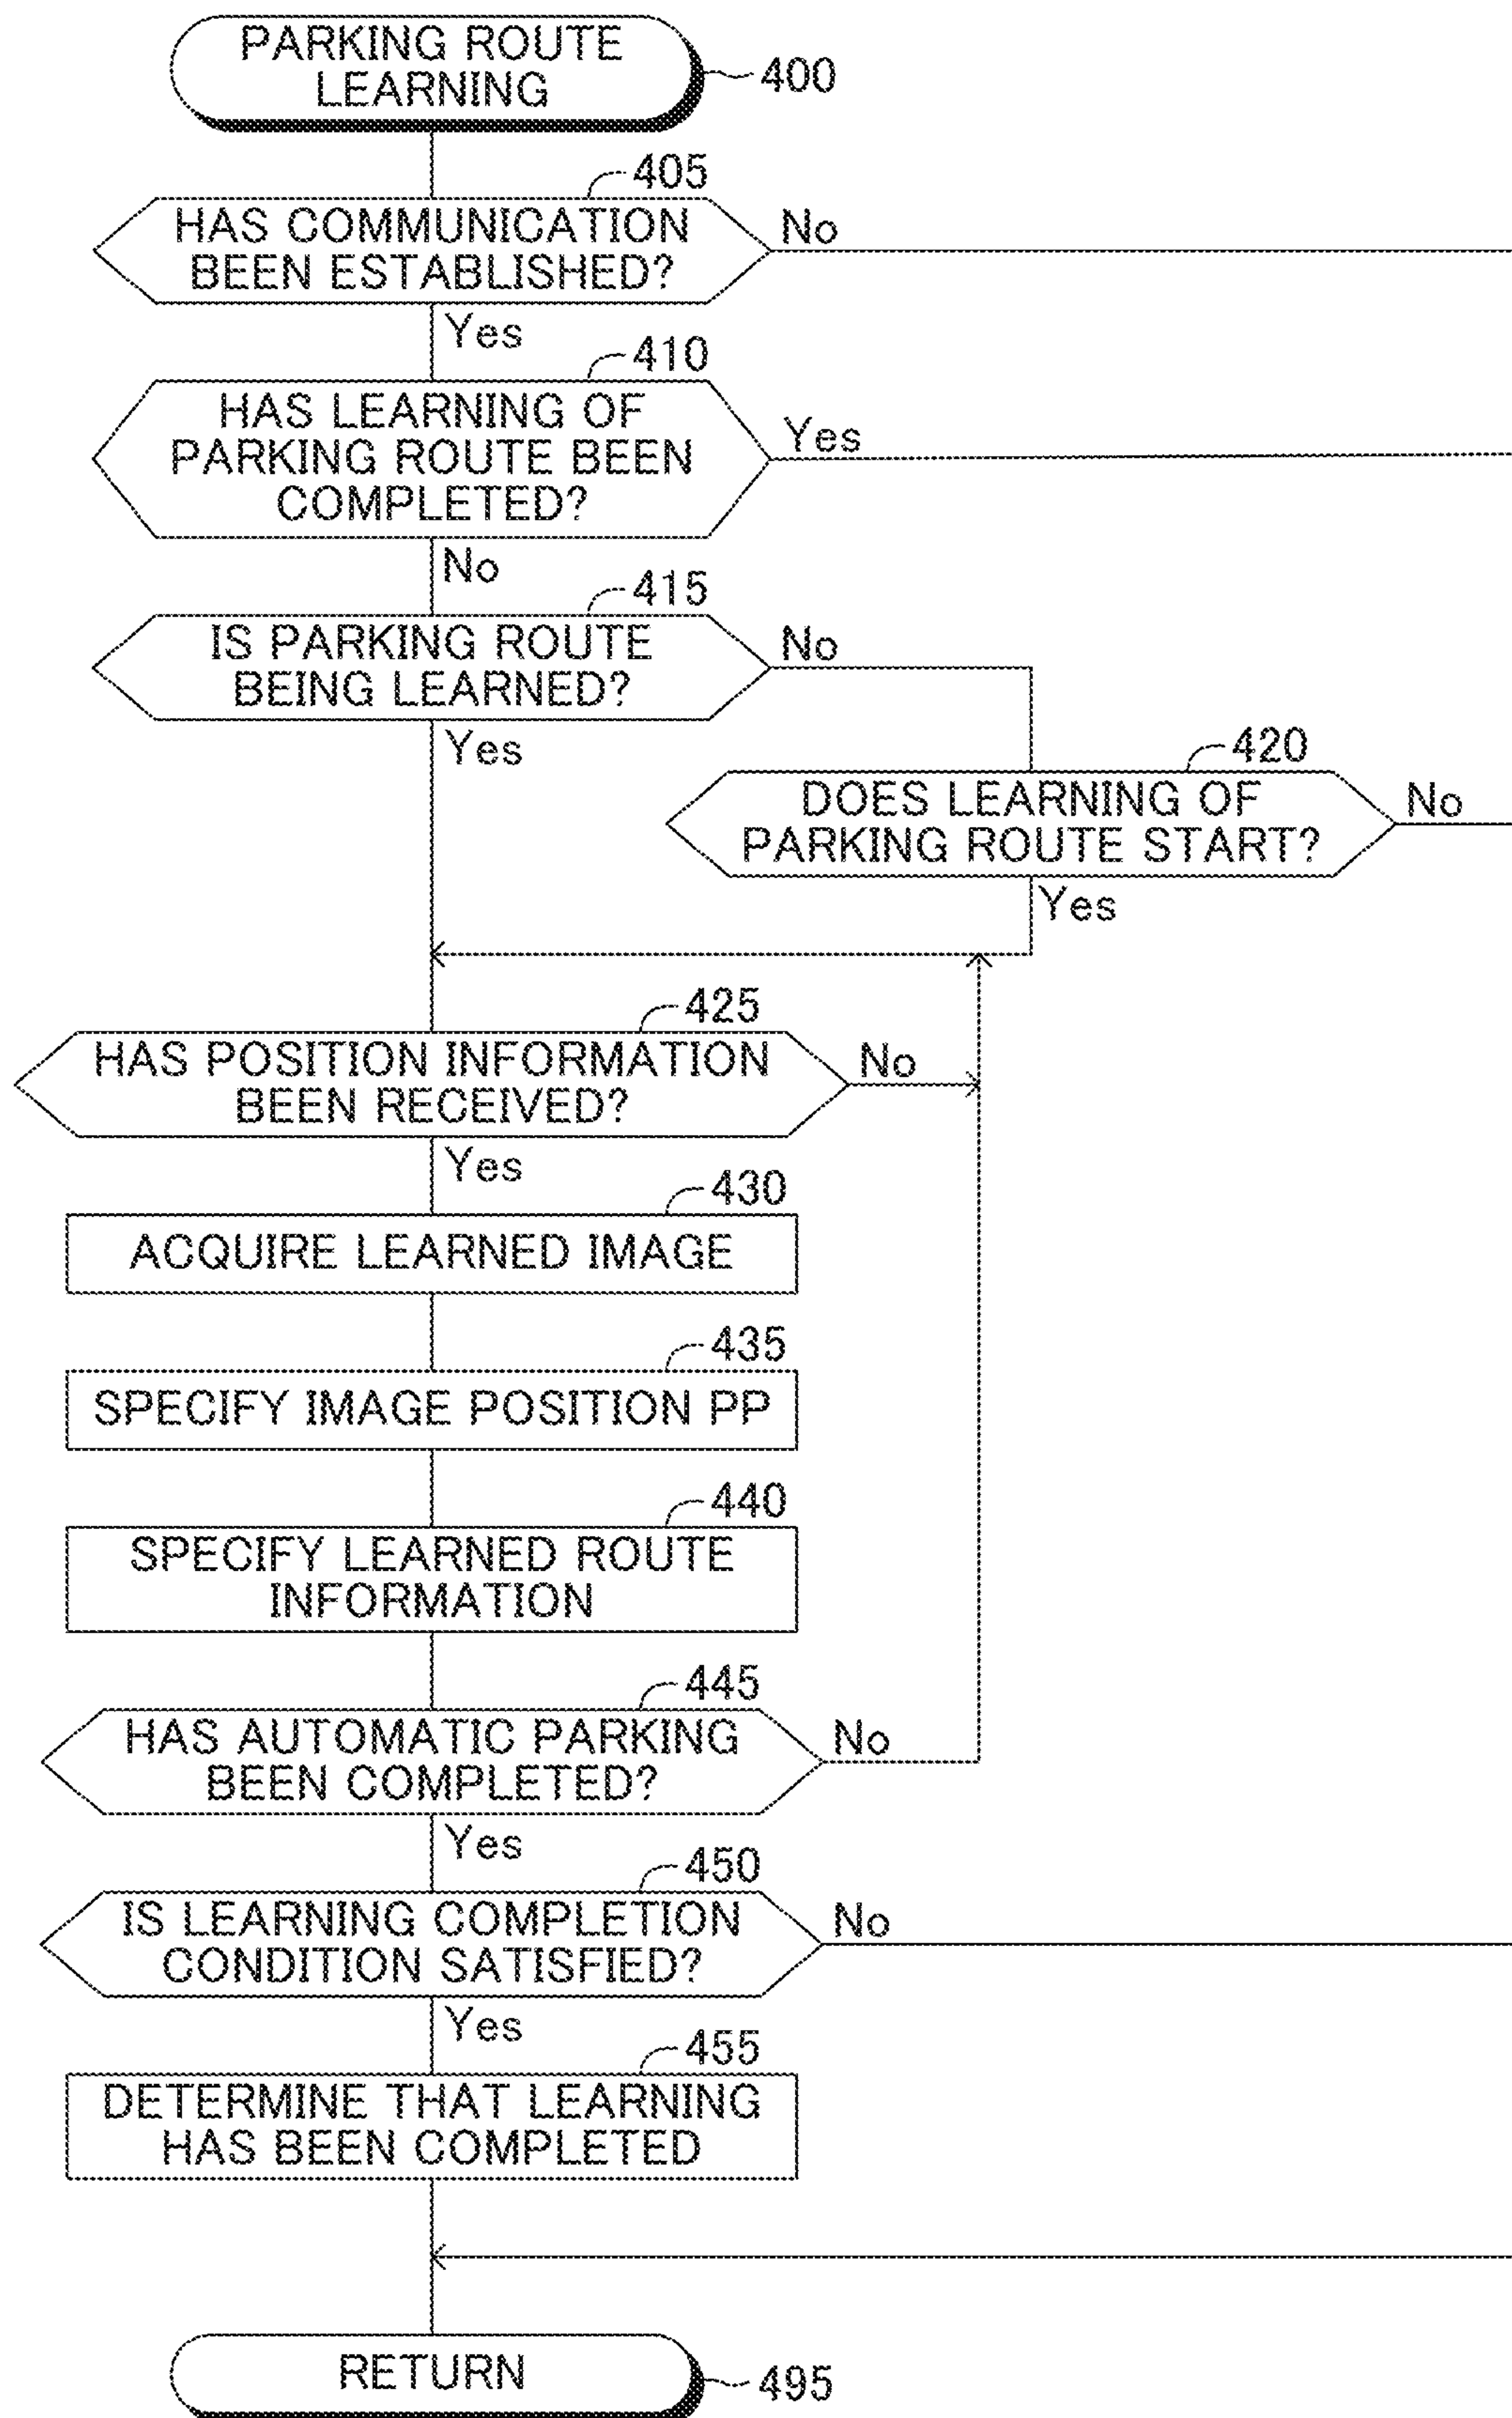 PARKING ROUTE
LEARNING
400
405
HAS COMMUNICATION
BEEN ESTABLISHED?
No
Yes
410
HAS LEARNING OF
PARKING ROUTE BEEN
COMPLETED?
Yes
No
415
IS PARKING ROUTE
BEING LEARNED?
No
Yes
420
DOES LEARNING OF
PARKING ROUTE START?
No
Yes
425
HAS POSITION INFORMATION
BEEN RECEIVED?
No
Yes
430
ACQUIRE LEARNED IMAGE
435
SPECIFY IMAGE POSITION PP
440
SPECIFY LEARNED ROUTE
INFORMATION
445
HAS AUTOMATIC PARKING
BEEN COMPLETED?
No
Yes
450
IS LEARNING COMPLETION
CONDITION SATISFIED?
No
Yes
455
DETERMINE THAT LEARNING
HAS BEEN COMPLETED
RETURN
495